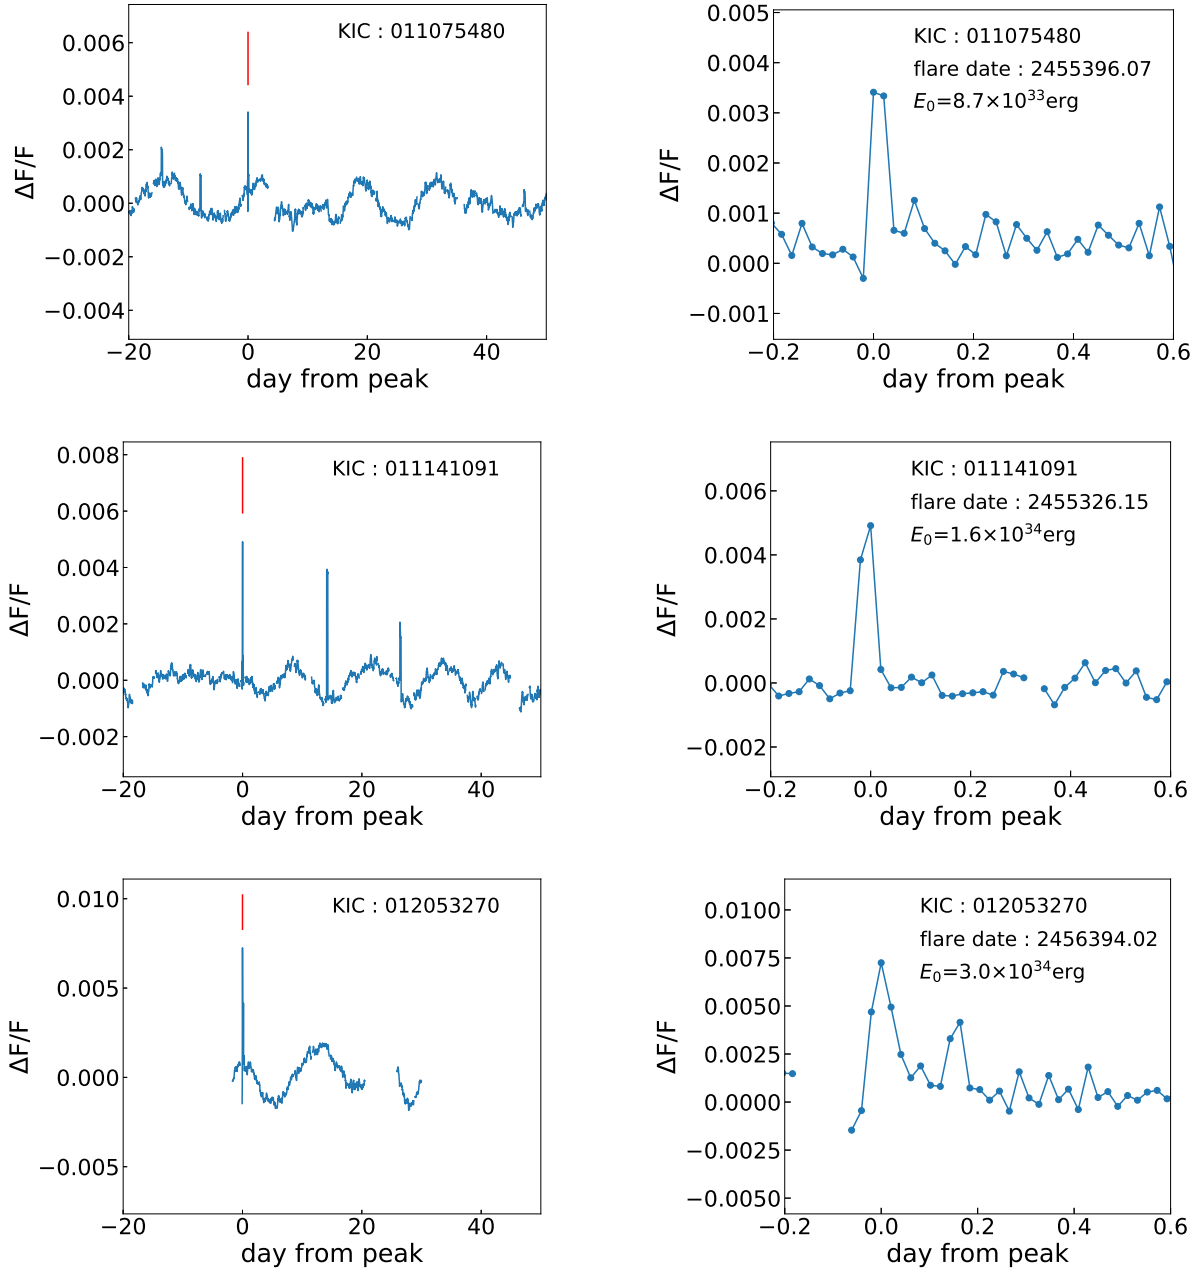 KIC : 011075480
0.006
0.004
0.002
0.000
−0.002
−0.004
ΔF/F
−20 0 20 40
day from peak
KIC : 011075480
flare date : 2455396.07
E₀=8.7×10³³erg
0.005
0.004
0.003
0.002
0.001
0.000
−0.001
ΔF/F
−0.2 0.0 0.2 0.4 0.6
day from peak
KIC : 011141091
0.008
0.006
0.004
0.002
0.000
−0.002
ΔF/F
−20 0 20 40
day from peak
KIC : 011141091
flare date : 2455326.15
E₀=1.6×10³⁴erg
0.006
0.004
0.002
0.000
−0.002
ΔF/F
−0.2 0.0 0.2 0.4 0.6
day from peak
KIC : 012053270
0.010
0.005
0.000
−0.005
ΔF/F
−20 0 20 40
day from peak
KIC : 012053270
flare date : 2456394.02
E₀=3.0×10³⁴erg
0.0100
0.0075
0.0050
0.0025
0.0000
−0.0025
−0.0050
ΔF/F
−0.2 0.0 0.2 0.4 0.6
day from peak